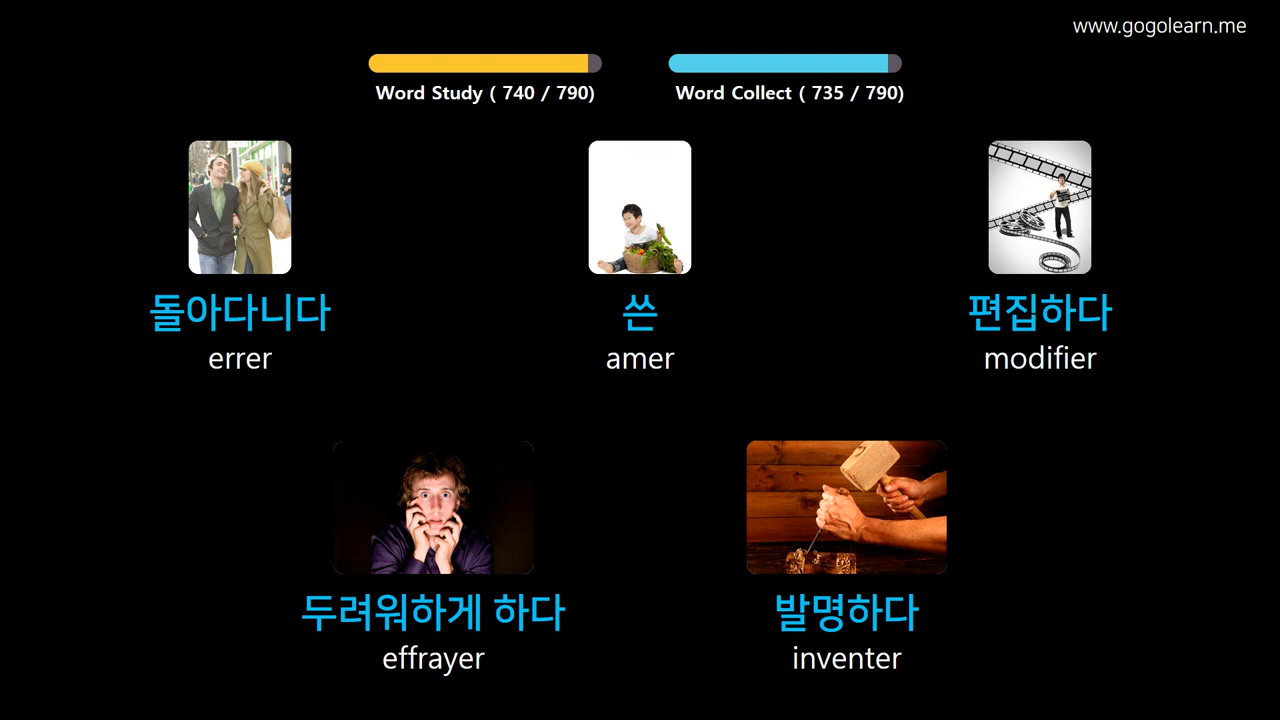 www.gogolearn.me
Word Study ( 740 / 790)
Word Collect ( 735 / 790)
돌아다니다
errer
쓴
amer
편집하다
modifier
두려워하게 하다
effrayer
발명하다
inventer